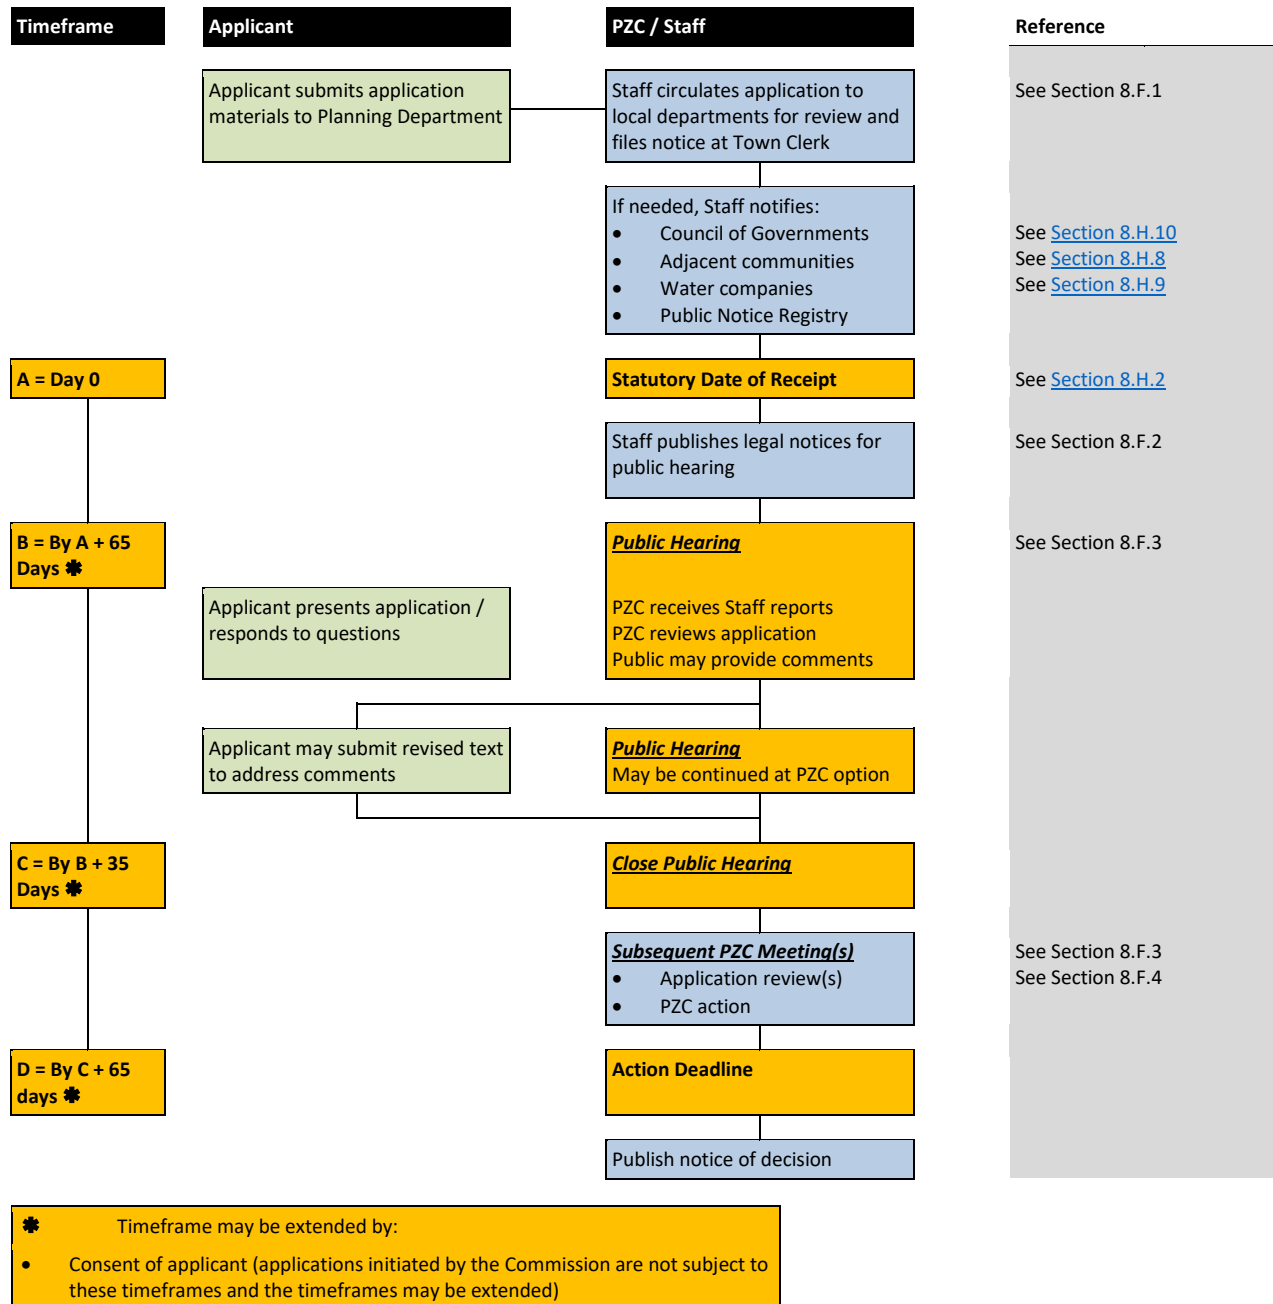 Timeframe
Applicant
PZC / Staff
Reference
Applicant submits application
materials to Planning Department
Staff circulates application to
local departments for review and
files notice at Town Clerk
See Section 8.F.1
If needed, Staff notifies:
• Council of Governments
• Adjacent communities
• Water companies
• Public Notice Registry
See Section 8.H.10
See Section 8.H.8
See Section 8.H.9
A = Day 0
Statutory Date of Receipt
See Section 8.H.2
Staff publishes legal notices for
public hearing
See Section 8.F.2
B = By A + 65
Days ✱
Public Hearing
See Section 8.F.3
Applicant presents application /
responds to questions
PZC receives Staff reports
PZC reviews application
Public may provide comments
Applicant may submit revised text
to address comments
Public Hearing
May be continued at PZC option
C = By B + 35
Days ✱
Close Public Hearing
Subsequent PZC Meeting(s)
• Application review(s)
• PZC action
See Section 8.F.3
See Section 8.F.4
D = By C + 65
days ✱
Action Deadline
Publish notice of decision
✱ Timeframe may be extended by:
• Consent of applicant (applications initiated by the Commission are not subject to
these timeframes and the timeframes may be extended)